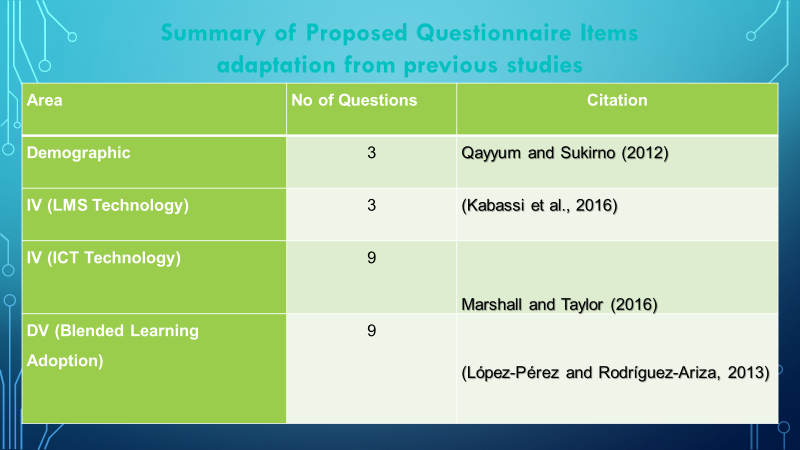 Summary of Proposed Questionnaire Items
adaptation from previous studies
Area No of Questions Citation
Demographic 3 Qayyum and Sukirno (2012)
IV (LMS Technology) 3 (Kabassi et al., 2016)
IV (ICT Technology) 9
Marshall and Taylor (2016)
DV (Blended Learning 9
Adoption)
(López-Pérez and Rodríguez-Ariza, 2013)